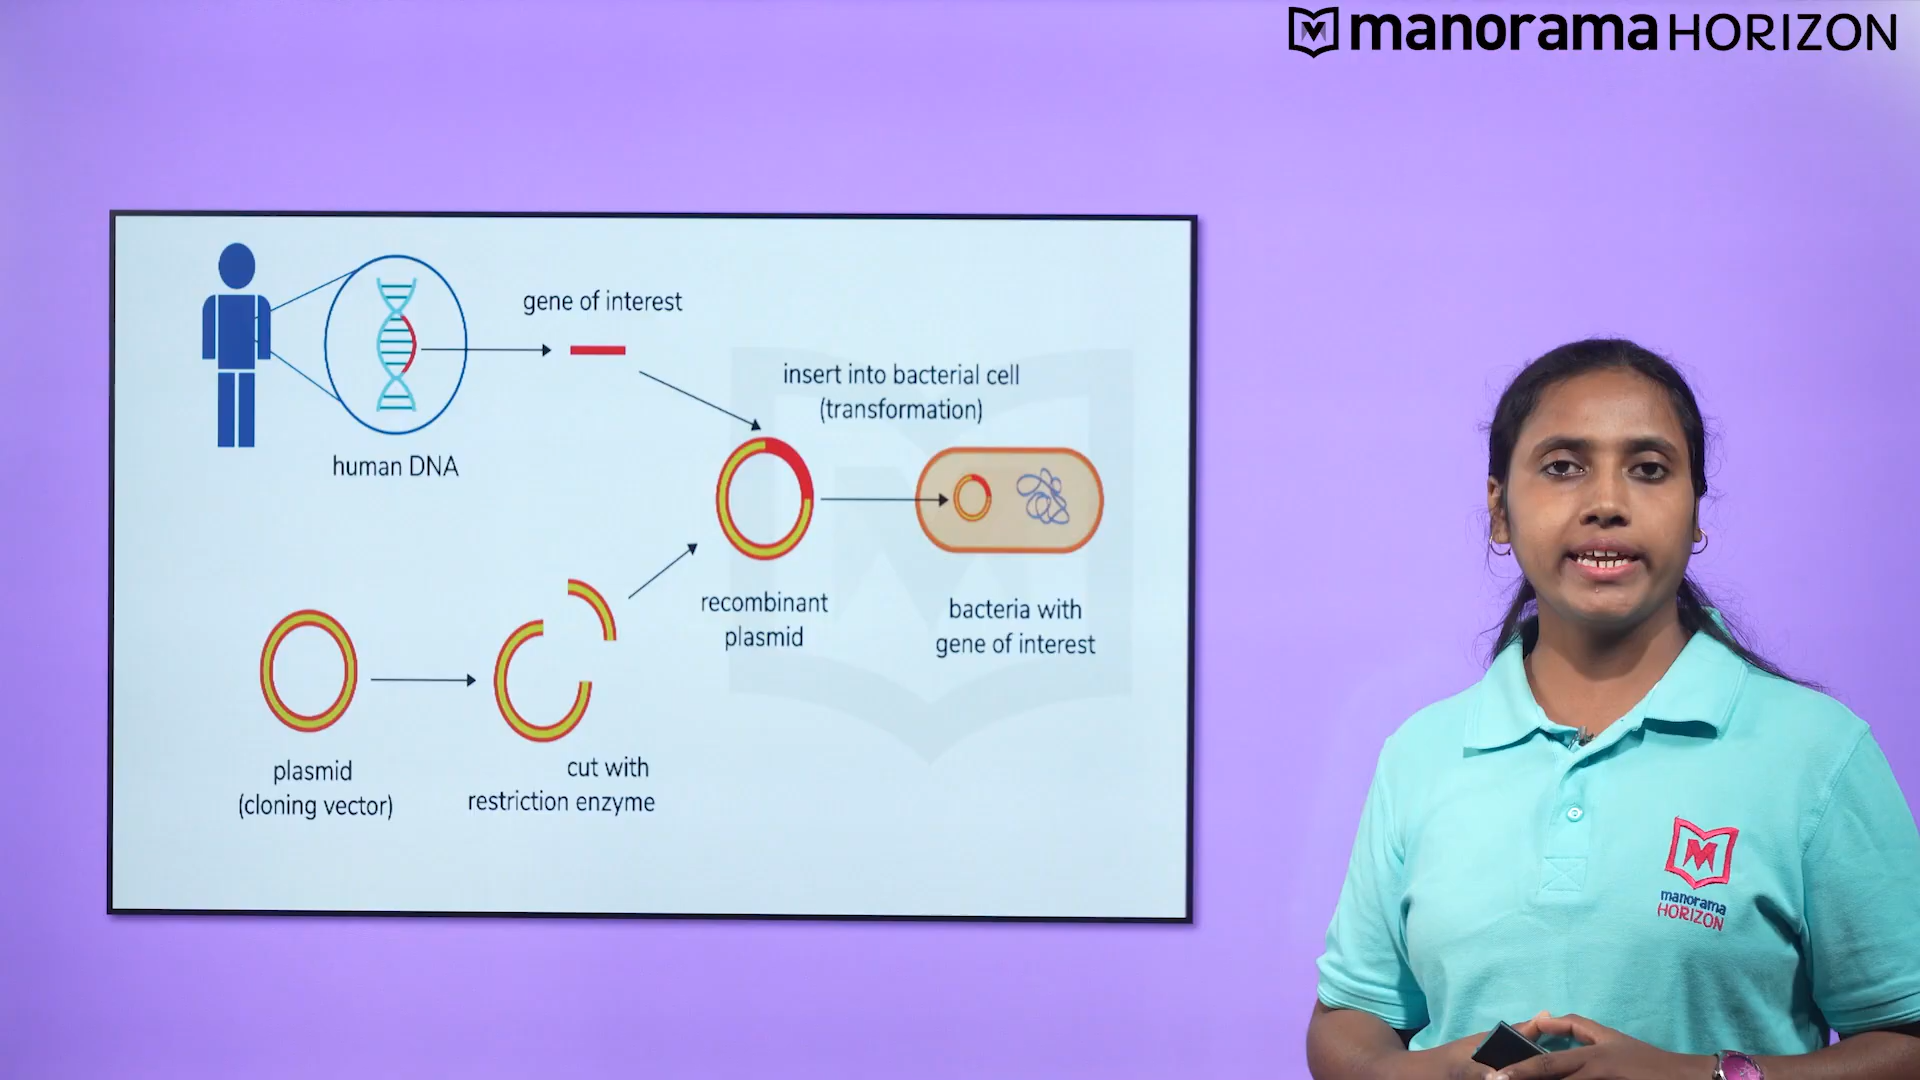 manorama HORIZON
gene of interest
insert into bacterial cell
(transformation)
human DNA
recombinant
plasmid
bacteria with
gene of interest
plasmid
(cloning vector)
cut with
restriction enzyme
manorama
HORIZON